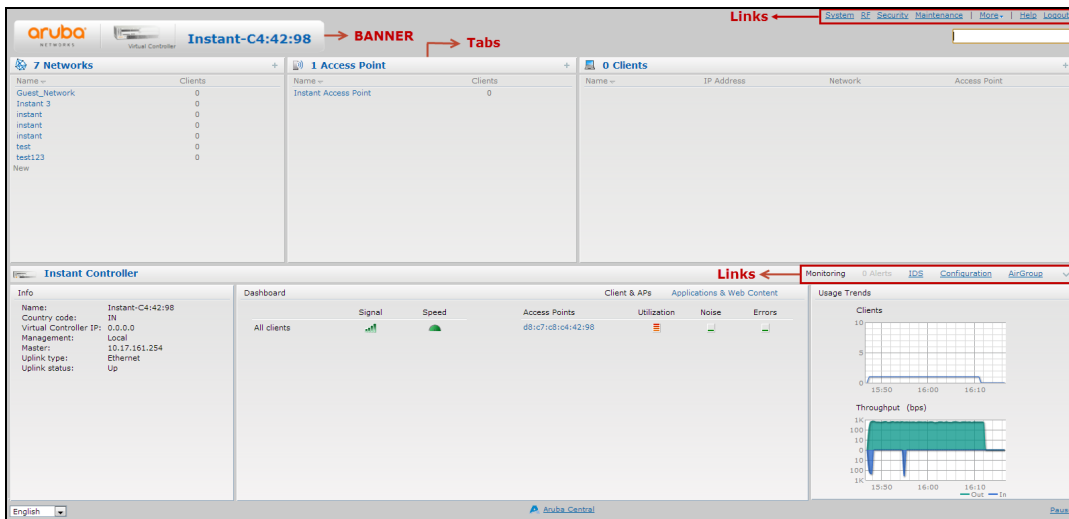 Links
System RF Security Maintenance | More | Help Logout
aruba
NETWORKS
Virtual Controller
Instant-C4:42:98
BANNER
Tabs
7 Networks +
Name Clients
Guest_Network 0
Instant 3 0
instant 0
instant 0
instant 0
test 0
test123 0
New
1 Access Point +
Name Clients
Instant Access Point 0
0 Clients +
Name IP Address Network Access Point
Instant Controller
Links
Monitoring 0 Alerts IDS Configuration AirGroup
Info
Name: Instant-C4:42:98
Country code: IN
Virtual Controller IP: 0.0.0.0
Management: Local
Master: 10.17.161.254
Uplink type: Ethernet
Uplink status: Up
Dashboard Client & APs Applications & Web Content
Signal Speed Access Points Utilization Noise Errors
All clients d8:c7:c8:c4:42:98
Usage Trends
Clients
10
5
0
15:50 16:00 16:10
Throughput (bps)
1K
100
10
0
10
100
1K
15:50 16:00 16:10
Out In
English
Aruba Central
Paus